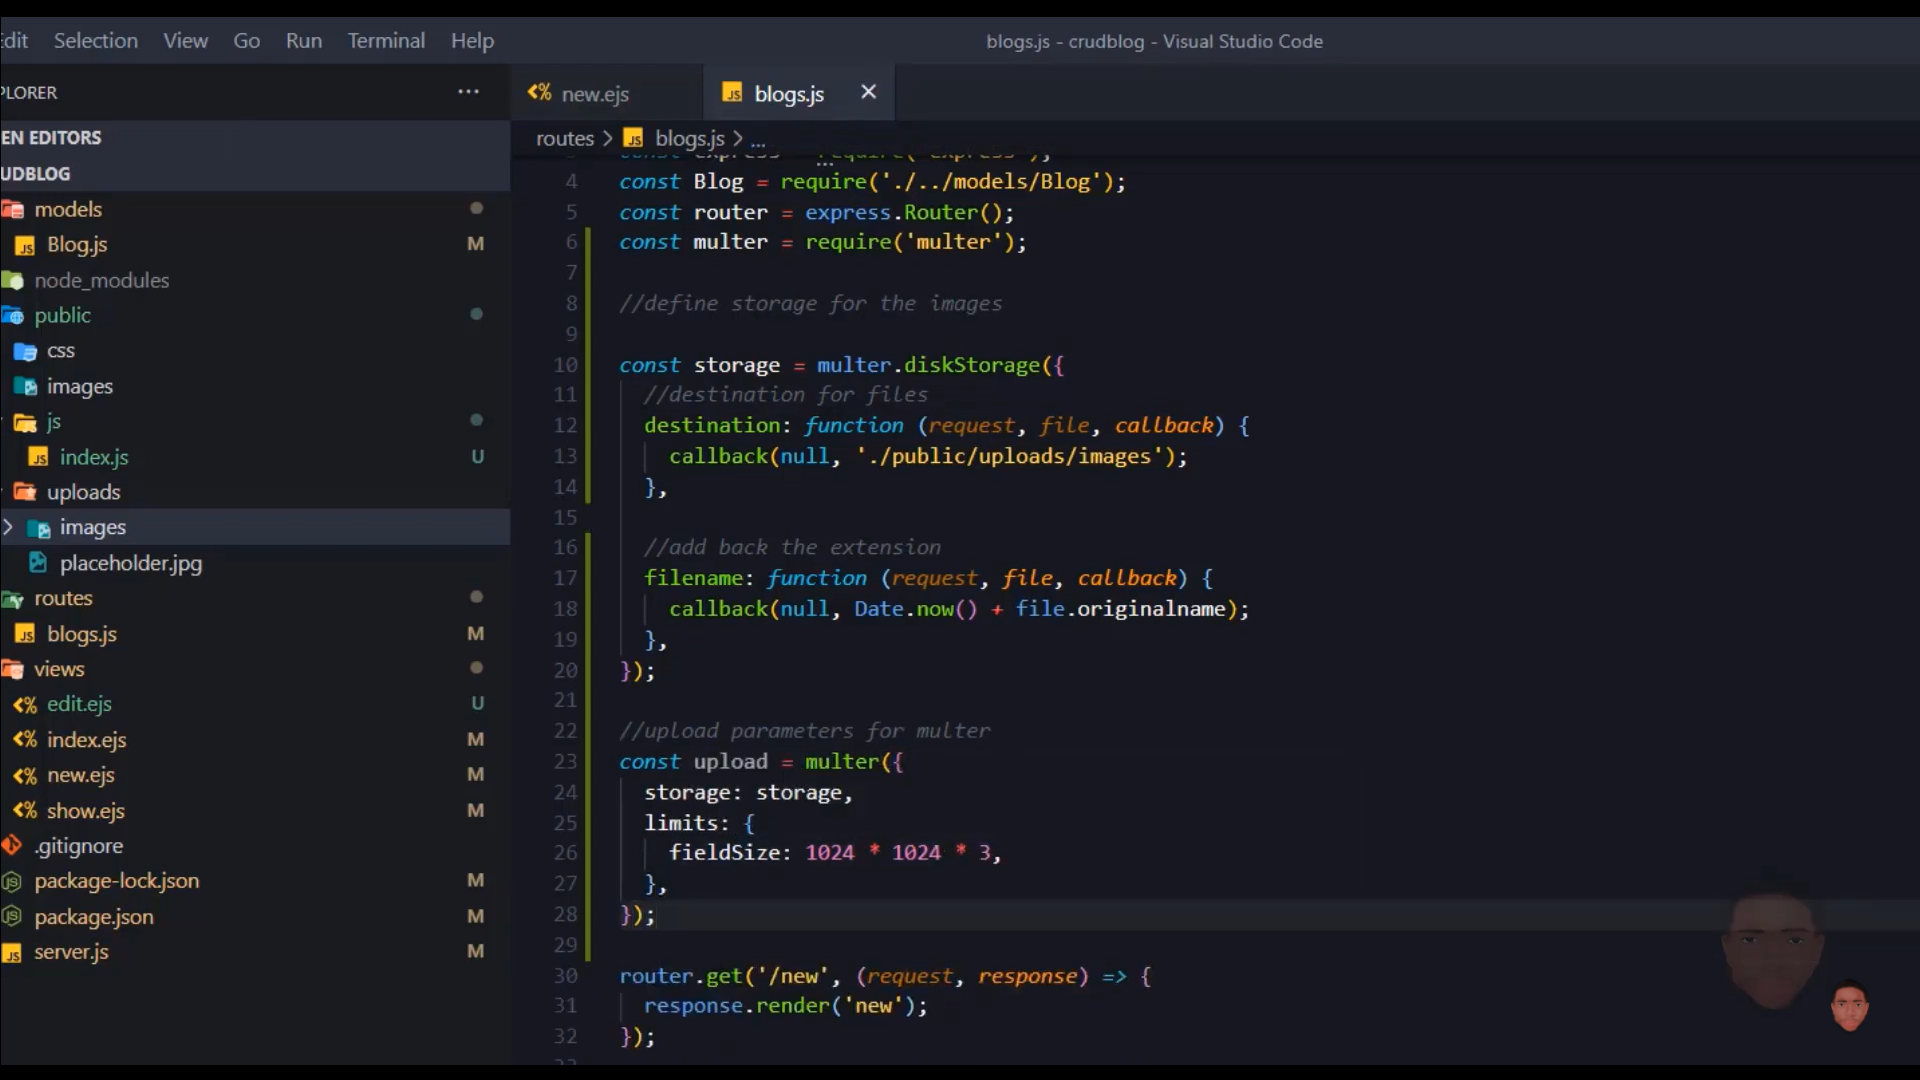 dit Selection View Go Run Terminal Help blogs.js - crudblog - Visual Studio Code
PLORER ...
new.ejs
blogs.js
EN EDITORS
UDBLOG
models
Blog.js M
node_modules
public
css
images
js
index.js U
uploads
images
placeholder.jpg
routes
blogs.js M
views
edit.ejs U
index.ejs M
new.ejs M
show.ejs M
.gitignore
package-lock.json M
package.json M
server.js M
routes > blogs.js > ...
const express = require('express');
4 const Blog = require('./../models/Blog');
5 const router = express.Router();
6 const multer = require('multer');
7
8 //define storage for the images
9
10 const storage = multer.diskStorage({
11 //destination for files
12 destination: function (request, file, callback) {
13 callback(null, './public/uploads/images');
14 },
15
16 //add back the extension
17 filename: function (request, file, callback) {
18 callback(null, Date.now() + file.originalname);
19 },
20 });
21
22 //upload parameters for multer
23 const upload = multer({
24 storage: storage,
25 limits: {
26 fieldSize: 1024 * 1024 * 3,
27 },
28 });
29
30 router.get('/new', (request, response) => {
31 response.render('new');
32 });